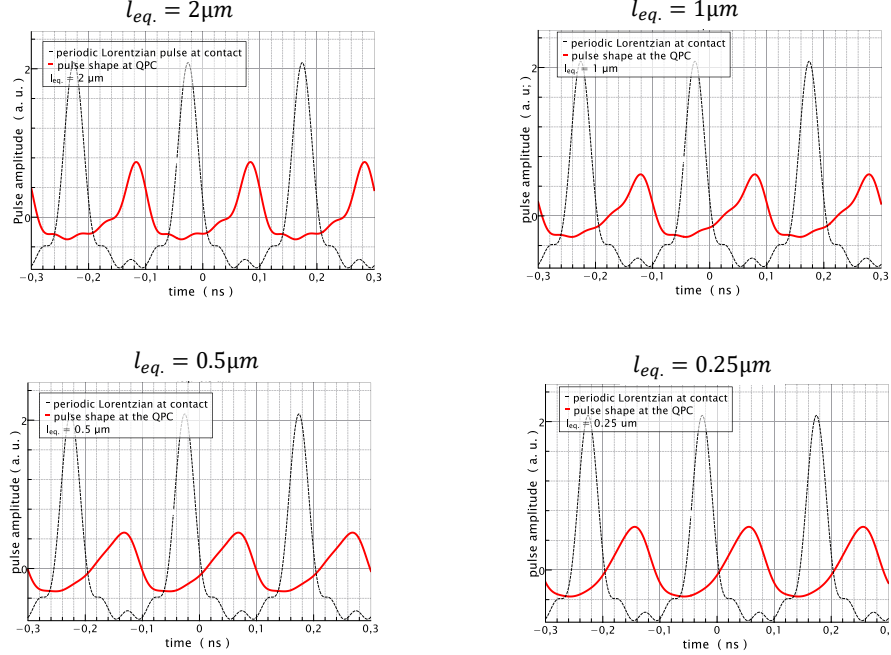 l_eq. = 2μm
l_eq. = 1μm
periodic Lorentzian pulse at contact
pulse shape at QPC
l_eq. = 2 μm
Pulse amplitude ( a. u. )
2
0
−0,3 −0,2 −0,1 0 0,1 0,2 0,3
time ( ns )
periodic Lorentzian at contact
pulse shape at the QPC
l_eq. = 1 μm
pulse amplitude ( a. u; )
2
0
−0,3 −0,2 −0,1 0 0,1 0,2 0,3
time ( ns )
l_eq. = 0.5μm
l_eq. = 0.25μm
periodic Lorentzian at contact
pulse shape at the QPC
l_eq. = 0.5 μm
pulse amplitude ( a. u. )
2
0
−0,3 −0,2 −0,1 0 0,1 0,2 0,3
time ( ns )
periodic Lorentzian at contact
pulse shape at the QPC
l_eq. = 0.25 um
pulse amplitude ( a. u. )
2
0
−0,3 −0,2 −0,1 0 0,1 0,2 0,3
time ( ns )